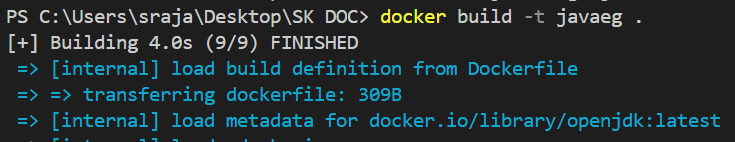 PS C:\Users\sraja\Desktop\SK DOC> docker build -t javaeg .
[+] Building 4.0s (9/9) FINISHED
=> [internal] load build definition from Dockerfile
=> => transferring dockerfile: 309B
=> [internal] load metadata for docker.io/library/openjdk:latest